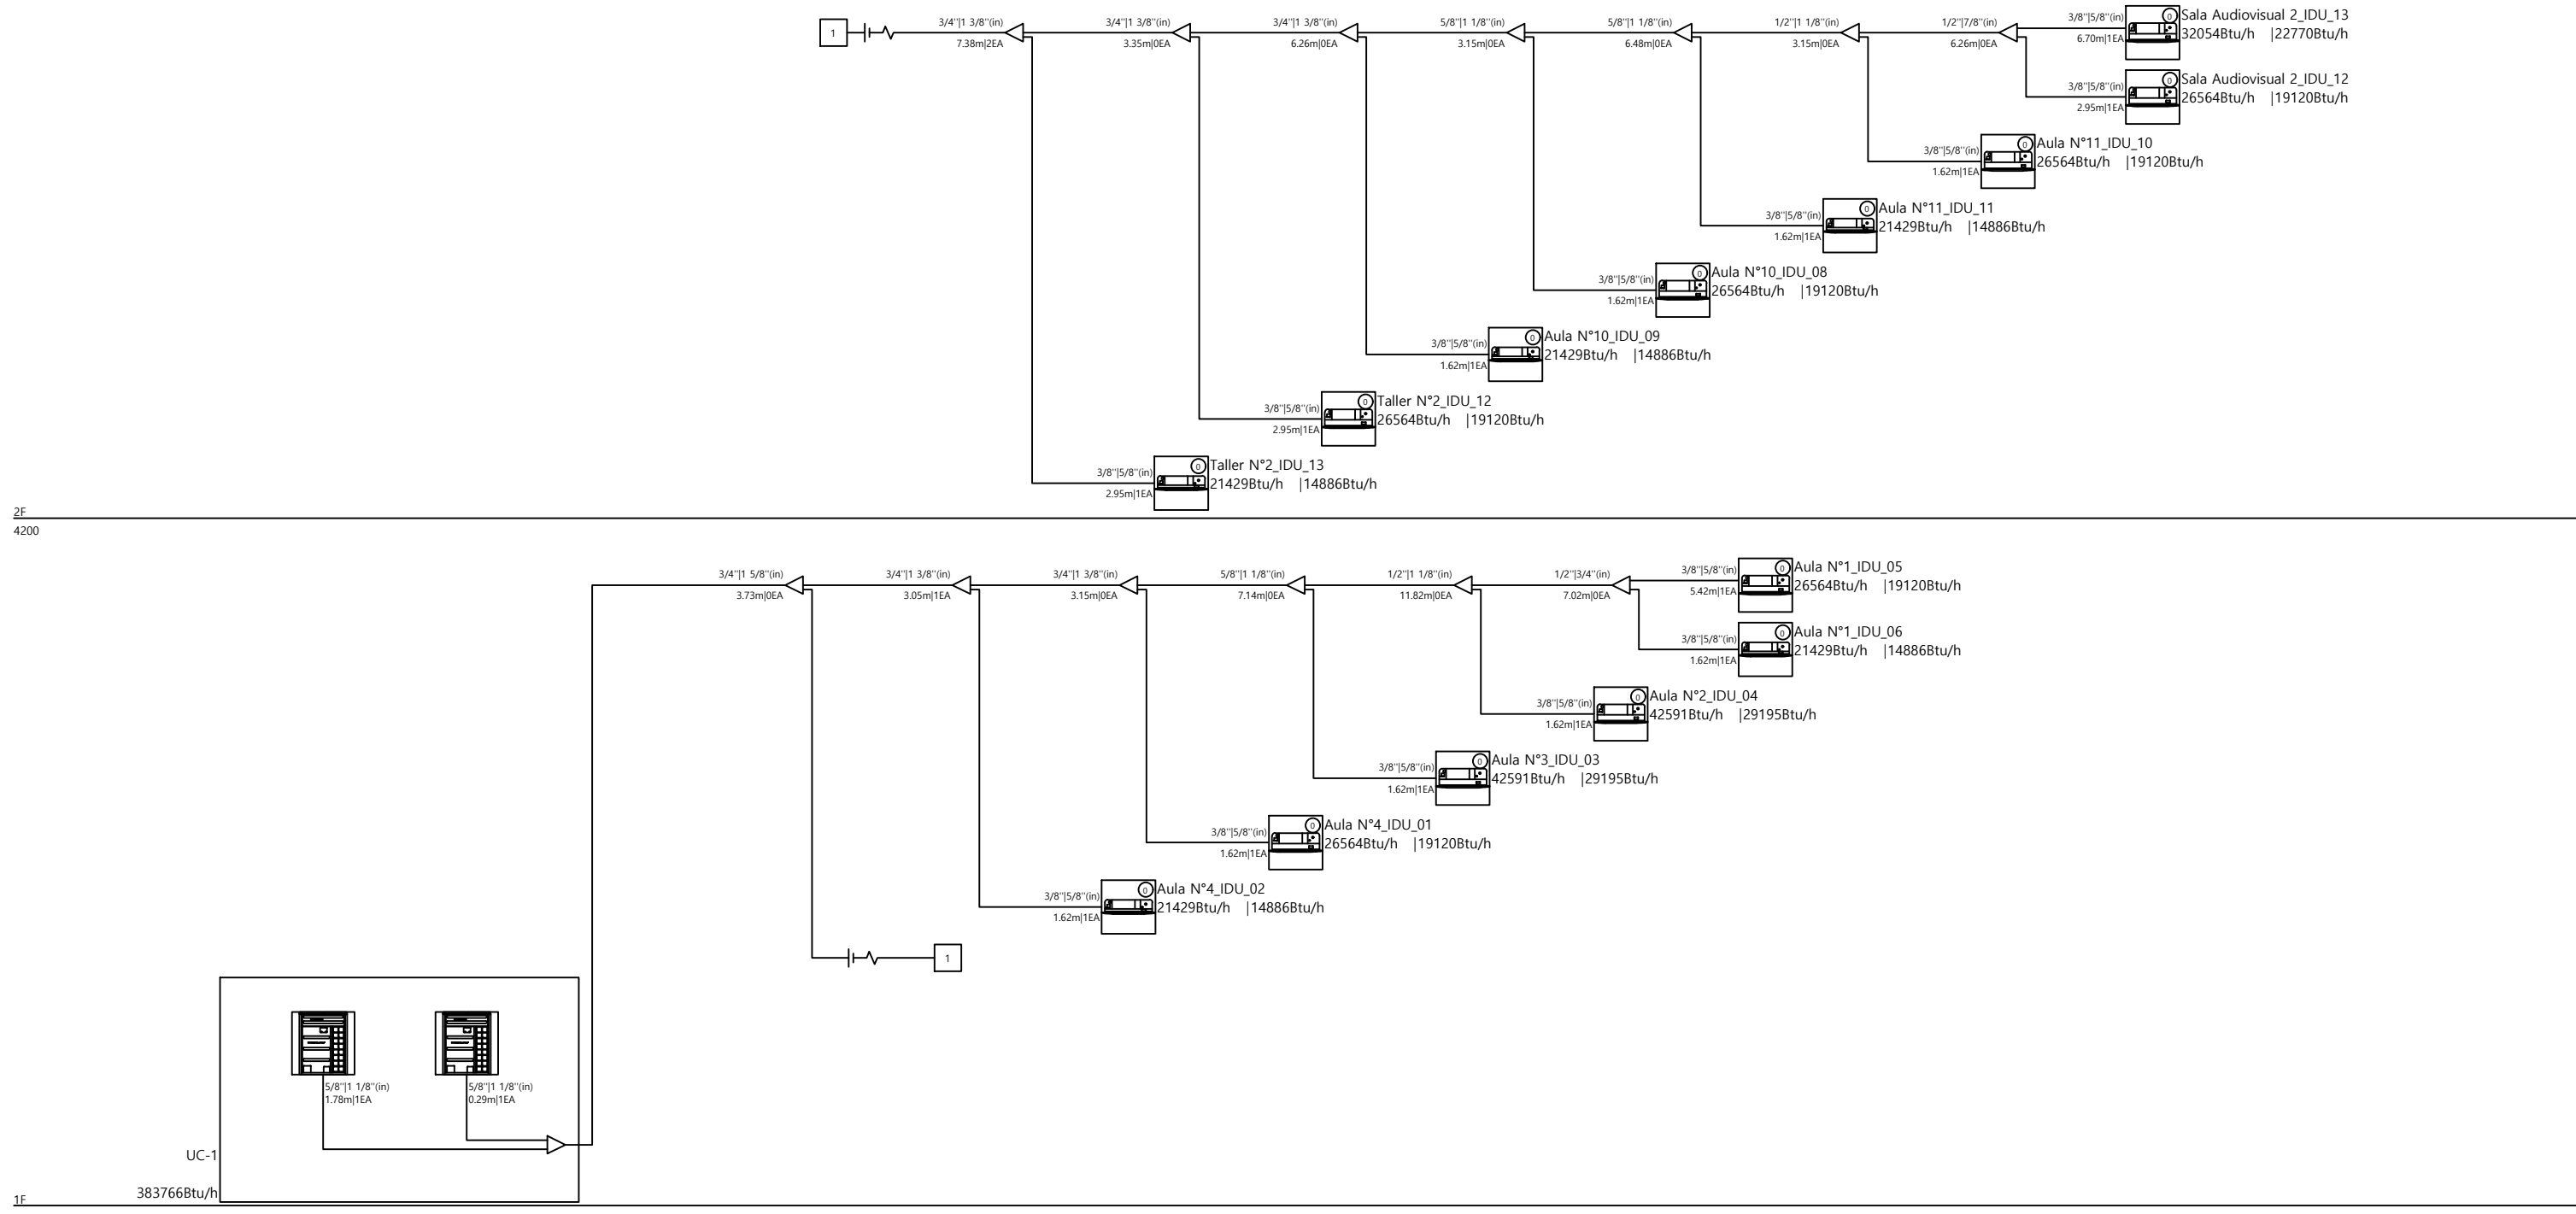 1
3/4"|1 3/8"(in)
7.38m|2EA
3/4"|1 3/8"(in)
3.35m|0EA
3/4"|1 3/8"(in)
6.26m|0EA
5/8"|1 1/8"(in)
3.15m|0EA
5/8"|1 1/8"(in)
6.48m|0EA
1/2"|1 1/8"(in)
3.15m|0EA
1/2"|7/8"(in)
6.26m|0EA
3/8"|5/8"(in)
6.70m|1EA
0
Sala Audiovisual 2_IDU_13
32054Btu/h |22770Btu/h
3/8"|5/8"(in)
2.95m|1EA
0
Sala Audiovisual 2_IDU_12
26564Btu/h |19120Btu/h
3/8"|5/8"(in)
1.62m|1EA
0
Aula N°11_IDU_10
26564Btu/h |19120Btu/h
3/8"|5/8"(in)
1.62m|1EA
0
Aula N°11_IDU_11
21429Btu/h |14886Btu/h
3/8"|5/8"(in)
1.62m|1EA
0
Aula N°10_IDU_08
26564Btu/h |19120Btu/h
3/8"|5/8"(in)
1.62m|1EA
0
Aula N°10_IDU_09
21429Btu/h |14886Btu/h
3/8"|5/8"(in)
2.95m|1EA
0
Taller N°2_IDU_12
26564Btu/h |19120Btu/h
3/8"|5/8"(in)
2.95m|1EA
0
Taller N°2_IDU_13
21429Btu/h |14886Btu/h
2F
4200
3/4"|1 5/8"(in)
3.73m|0EA
3/4"|1 3/8"(in)
3.05m|1EA
3/4"|1 3/8"(in)
3.15m|0EA
5/8"|1 1/8"(in)
7.14m|0EA
1/2"|1 1/8"(in)
11.82m|0EA
1/2"|3/4"(in)
7.02m|0EA
3/8"|5/8"(in)
5.42m|1EA
0
Aula N°1_IDU_05
26564Btu/h |19120Btu/h
3/8"|5/8"(in)
1.62m|1EA
0
Aula N°1_IDU_06
21429Btu/h |14886Btu/h
3/8"|5/8"(in)
1.62m|1EA
0
Aula N°2_IDU_04
42591Btu/h |29195Btu/h
3/8"|5/8"(in)
1.62m|1EA
0
Aula N°3_IDU_03
42591Btu/h |29195Btu/h
3/8"|5/8"(in)
1.62m|1EA
0
Aula N°4_IDU_01
26564Btu/h |19120Btu/h
3/8"|5/8"(in)
1.62m|1EA
0
Aula N°4_IDU_02
21429Btu/h |14886Btu/h
1
5/8"|1 1/8"(in)
1.78m|1EA
5/8"|1 1/8"(in)
0.29m|1EA
UC-1
383766Btu/h
1F